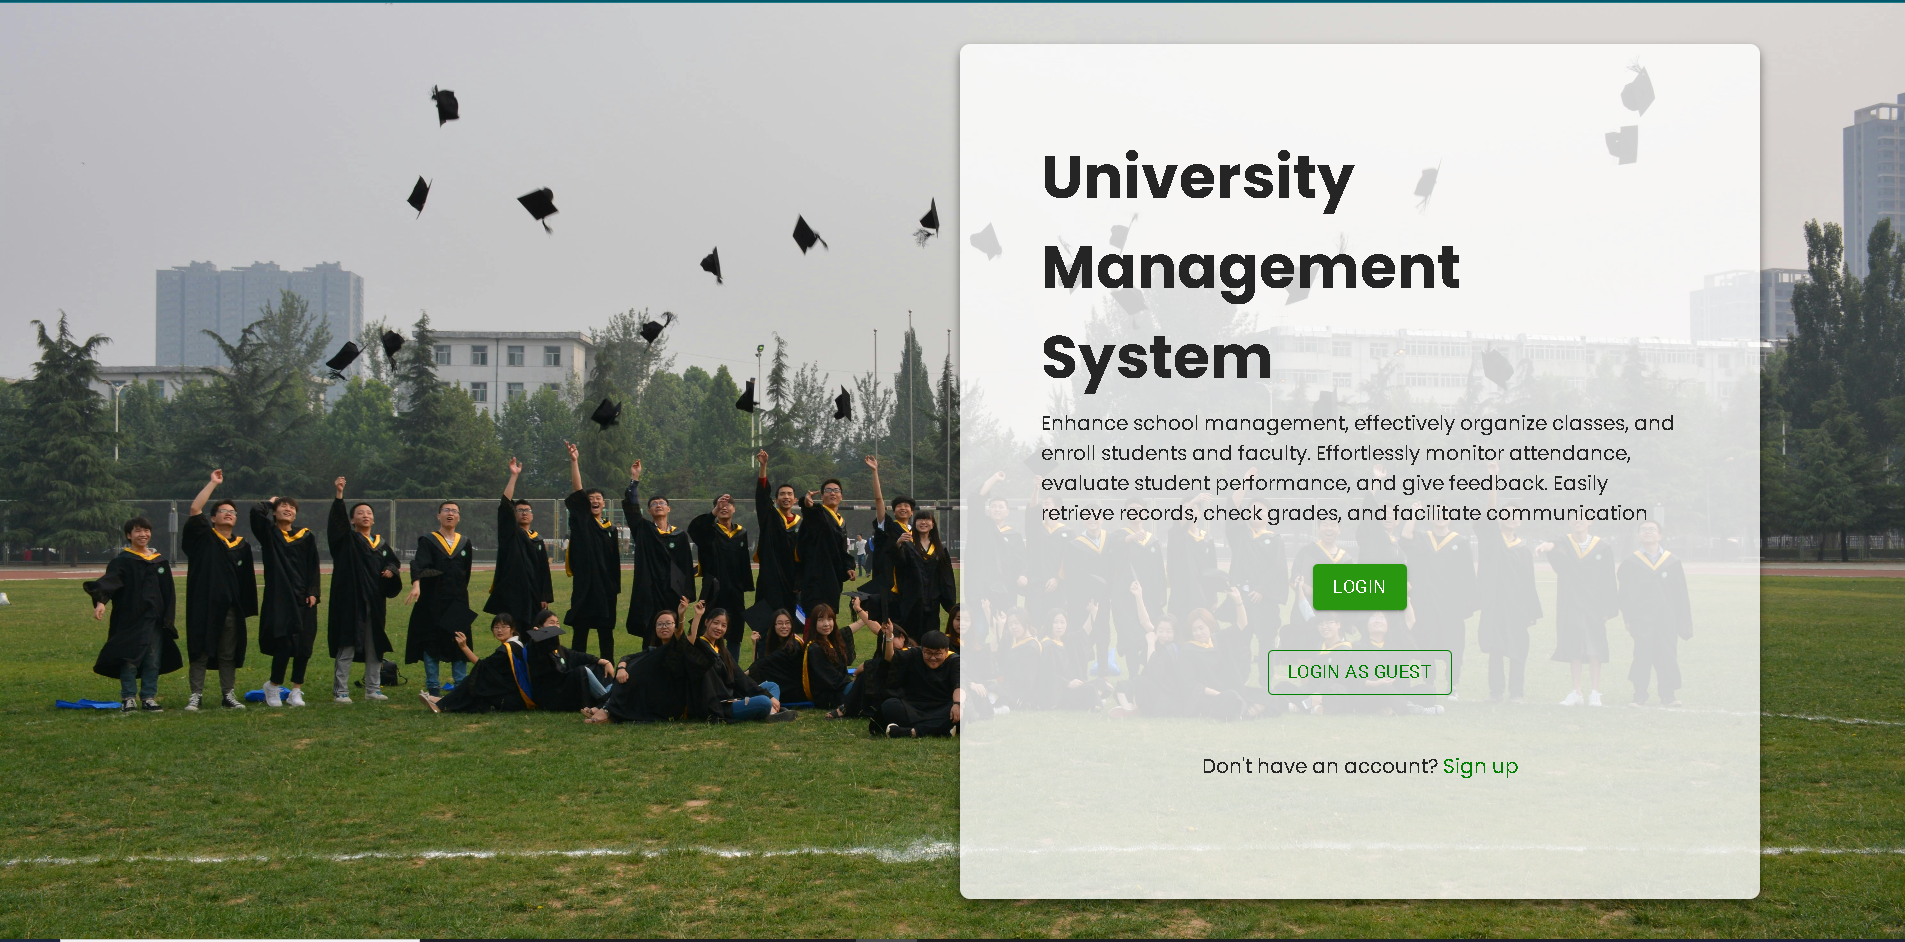 University
Management
System
Enhance school management, effectively organize classes, and
enroll students and faculty. Effortlessly monitor attendance,
evaluate student performance, and give feedback. Easily
retrieve records, check grades, and facilitate communication
LOGIN
LOGIN AS GUEST
Don't have an account? Sign up